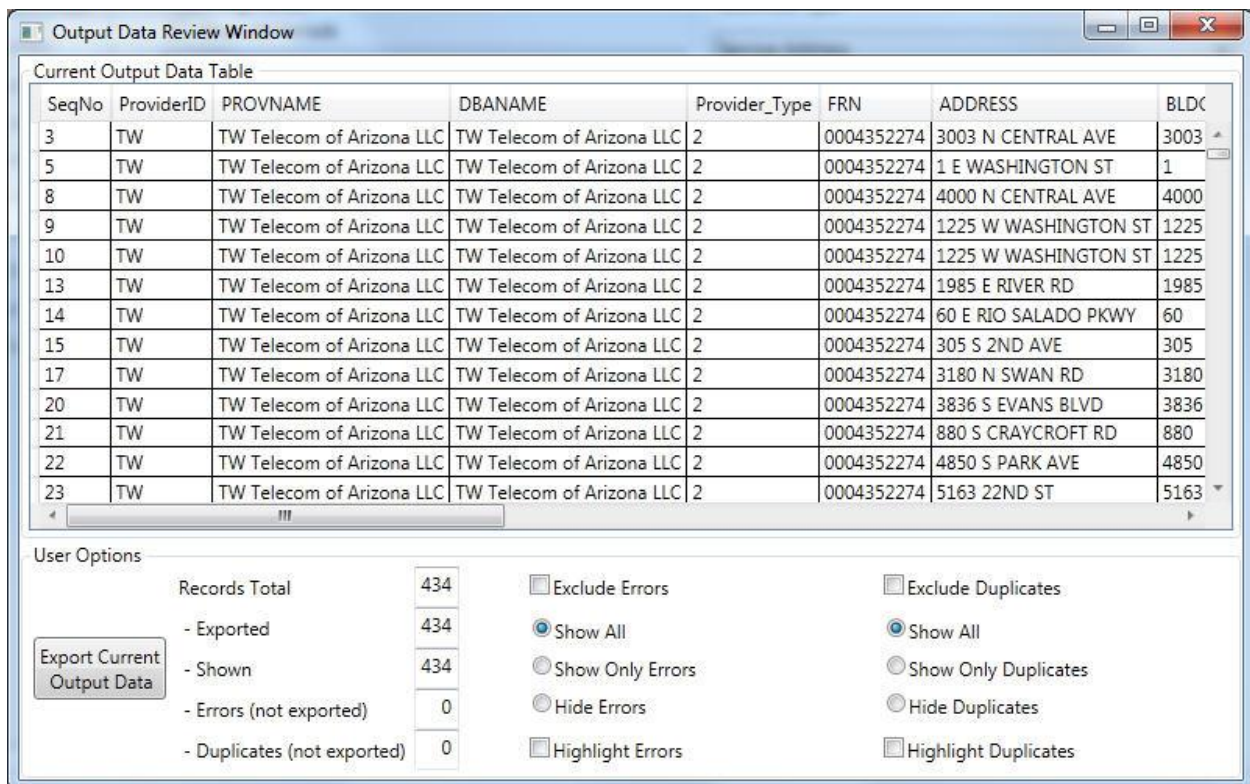 Output Data Review Window
Current Output Data Table
SeqNo ProviderID PROVNAME DBANAME Provider_Type FRN ADDRESS BLDG
3 TW TW Telecom of Arizona LLC TW Telecom of Arizona LLC 2 0004352274 3003 N CENTRAL AVE 3003
5 TW TW Telecom of Arizona LLC TW Telecom of Arizona LLC 2 0004352274 1 E WASHINGTON ST 1
8 TW TW Telecom of Arizona LLC TW Telecom of Arizona LLC 2 0004352274 4000 N CENTRAL AVE 4000
9 TW TW Telecom of Arizona LLC TW Telecom of Arizona LLC 2 0004352274 1225 W WASHINGTON ST 1225
10 TW TW Telecom of Arizona LLC TW Telecom of Arizona LLC 2 0004352274 1225 W WASHINGTON ST 1225
13 TW TW Telecom of Arizona LLC TW Telecom of Arizona LLC 2 0004352274 1985 E RIVER RD 1985
14 TW TW Telecom of Arizona LLC TW Telecom of Arizona LLC 2 0004352274 60 E RIO SALADO PKWY 60
15 TW TW Telecom of Arizona LLC TW Telecom of Arizona LLC 2 0004352274 305 S 2ND AVE 305
17 TW TW Telecom of Arizona LLC TW Telecom of Arizona LLC 2 0004352274 3180 N SWAN RD 3180
20 TW TW Telecom of Arizona LLC TW Telecom of Arizona LLC 2 0004352274 3836 S EVANS BLVD 3836
21 TW TW Telecom of Arizona LLC TW Telecom of Arizona LLC 2 0004352274 880 S CRAYCROFT RD 880
22 TW TW Telecom of Arizona LLC TW Telecom of Arizona LLC 2 0004352274 4850 S PARK AVE 4850
23 TW TW Telecom of Arizona LLC TW Telecom of Arizona LLC 2 0004352274 5163 22ND ST 5163
User Options
Records Total 434 Exclude Errors Exclude Duplicates
- Exported 434 Show All Show All
Export Current Output Data
- Shown 434 Show Only Errors Show Only Duplicates
- Errors (not exported) 0 Hide Errors Hide Duplicates
- Duplicates (not exported) 0 Highlight Errors Highlight Duplicates